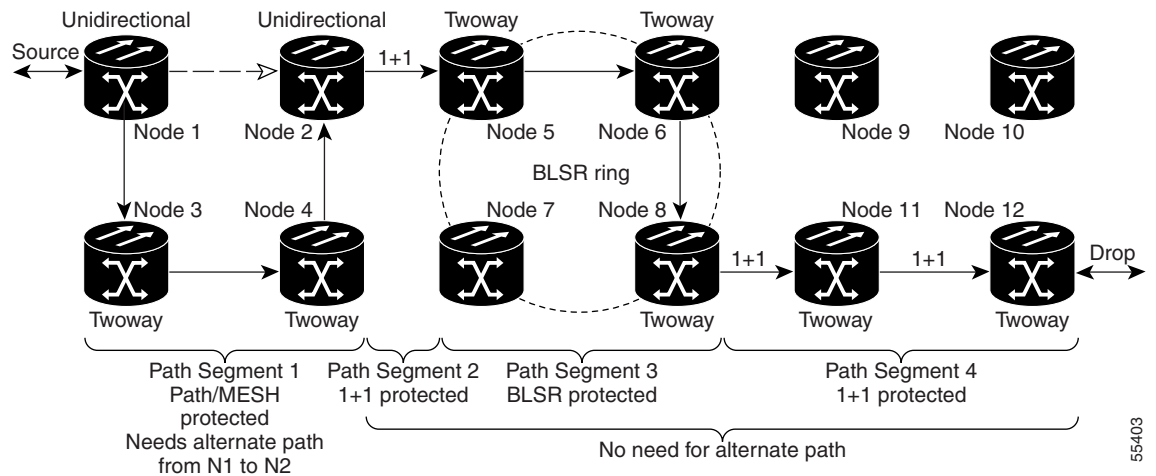 Unidirectional
Unidirectional
Twoway
Twoway
Source
1+1
Node 1
Node 2
Node 5
Node 6
Node 9
Node 10
BLSR ring
Node 3
Node 4
Node 7
Node 8
Node 11
Node 12
1+1
1+1
Drop
Twoway
Twoway
Twoway
Twoway
Twoway
Path Segment 1
Path/MESH
protected
Needs alternate path
from N1 to N2
Path Segment 2
1+1 protected
Path Segment 3
BLSR protected
Path Segment 4
1+1 protected
No need for alternate path
55403